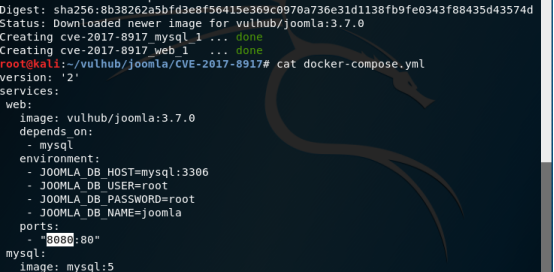 Digest: sha256:8b38262a5bfd3e8f56415e369c0970a736e31d1138fb9fe0343f88435d43574d
Status: Downloaded newer image for vulhub/joomla:3.7.0
Creating cve-2017-8917_mysql_1 ... done
Creating cve-2017-8917_web_1 ... done
root@kali:~/vulhub/joomla/CVE-2017-8917# cat docker-compose.yml
version: '2'
services:
 web:
   image: vulhub/joomla:3.7.0
   depends_on:
    - mysql
   environment:
    - JOOMLA_DB_HOST=mysql:3306
    - JOOMLA_DB_USER=root
    - JOOMLA_DB_PASSWORD=root
    - JOOMLA_DB_NAME=joomla
   ports:
    - "8080:80"
 mysql:
   image: mysql:5